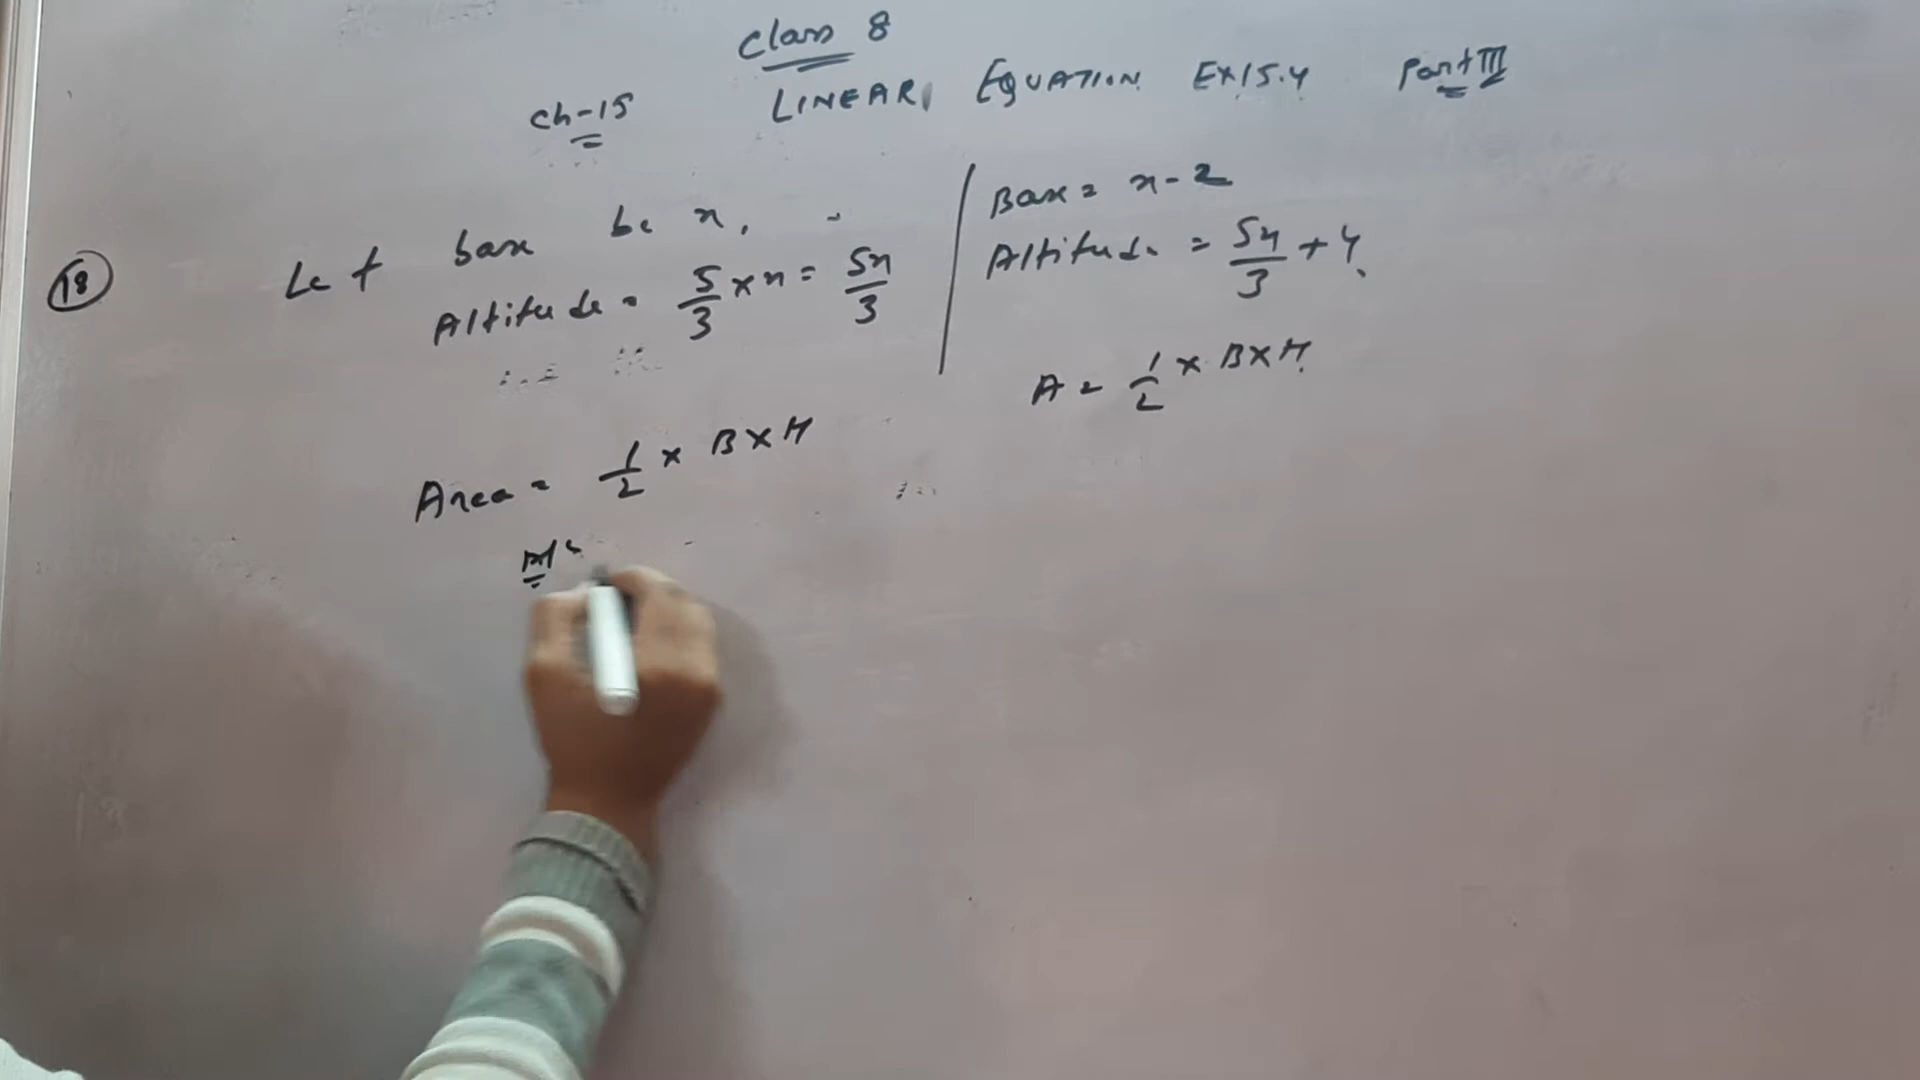 Class 8
Ch-15 LINEAR EQUATION EX15.4 Part III
18 Let base be x,
Altitude = 5/3 × x = 5x/3
Base = x-2
Altitude = 5x/3 + 4
A = 1/2 × B × H
Area = 1/2 × B × H